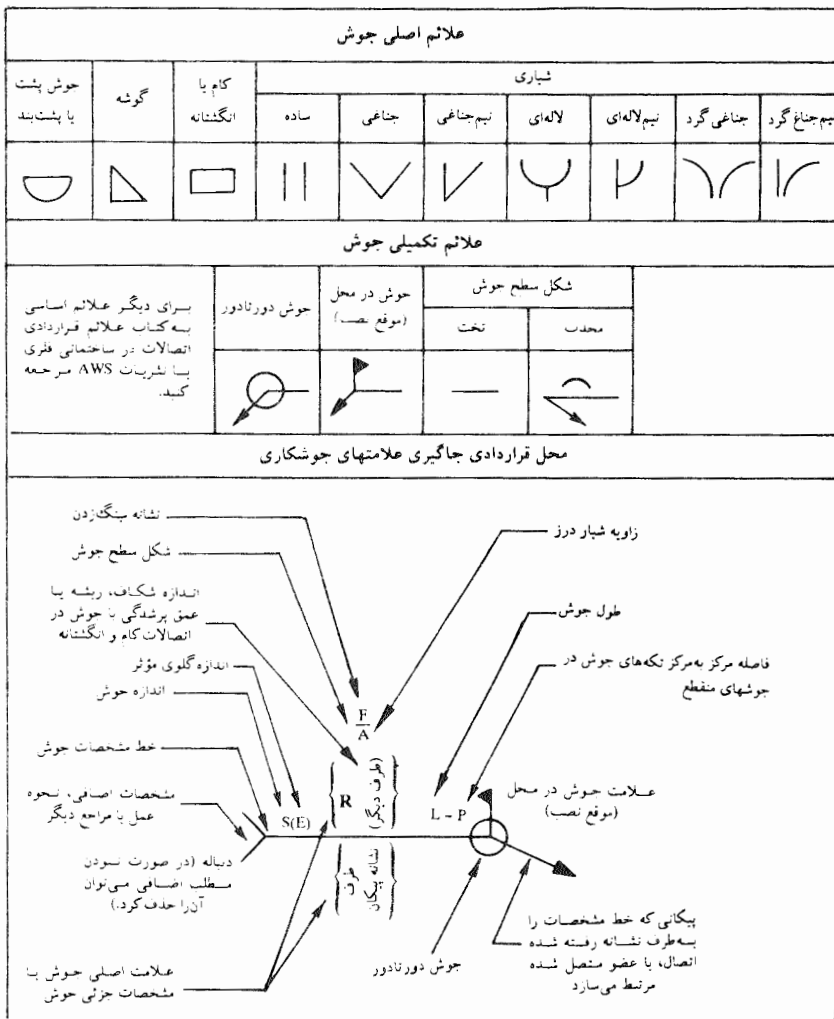 علائم اصلی جوش
جوش پشت
یا پشت‌بند
گوشه
کام یا
انگشتانه
شیاری
ساده
جناغی
نیم‌جناغی
لاله‌ای
نیم‌لاله‌ای
جناغی گرد
نیم‌جناغ گرد
علائم تکمیلی جوش
شکل سطح جوش
محدب
تخت
جوش در محل
(موقع نصب)
جوش دورتادور
برای دیگر علائم اساسی
به‌کتاب علائم قراردادی
اتصالات در ساختمانی فلزی
یا نشریات AWS مراجعه
کنید.
محل قراردادی جاگیری علامتهای جوشکاری
نشانه سنگ‌زدن
شکل سطح جوش
اندازه شکاف، ریشه یا
عمق پرشدگی با جوش در
اتصالات کام و انگشتانه
اندازه گلوی مؤثر
اندازه جوش
خط مشخصات جوش
مشخصات اضافی، نحوه
عمل یا مراجع دیگر
دنباله (در صورت نبودن
مطلب اضافی می‌توان
آن‌را حذف کرد.)
علامت اصلی جوش یا
مشخصات جزئی جوش
زاویه شیار درز
طول جوش
فاصله مرکز به‌مرکز تکه‌های جوش در
جوشهای منقطع
علامت جوش در محل
(موقع نصب)
پیکانی که خط مشخصات را
به‌طرف نشانه رفته شده
اتصال، یا عضو متصل شده
مرتبط می‌سازد
جوش دورتادور
F
A
R
(طرف دیگر)
S(E)
L - P
طرف
نشانه پیکان